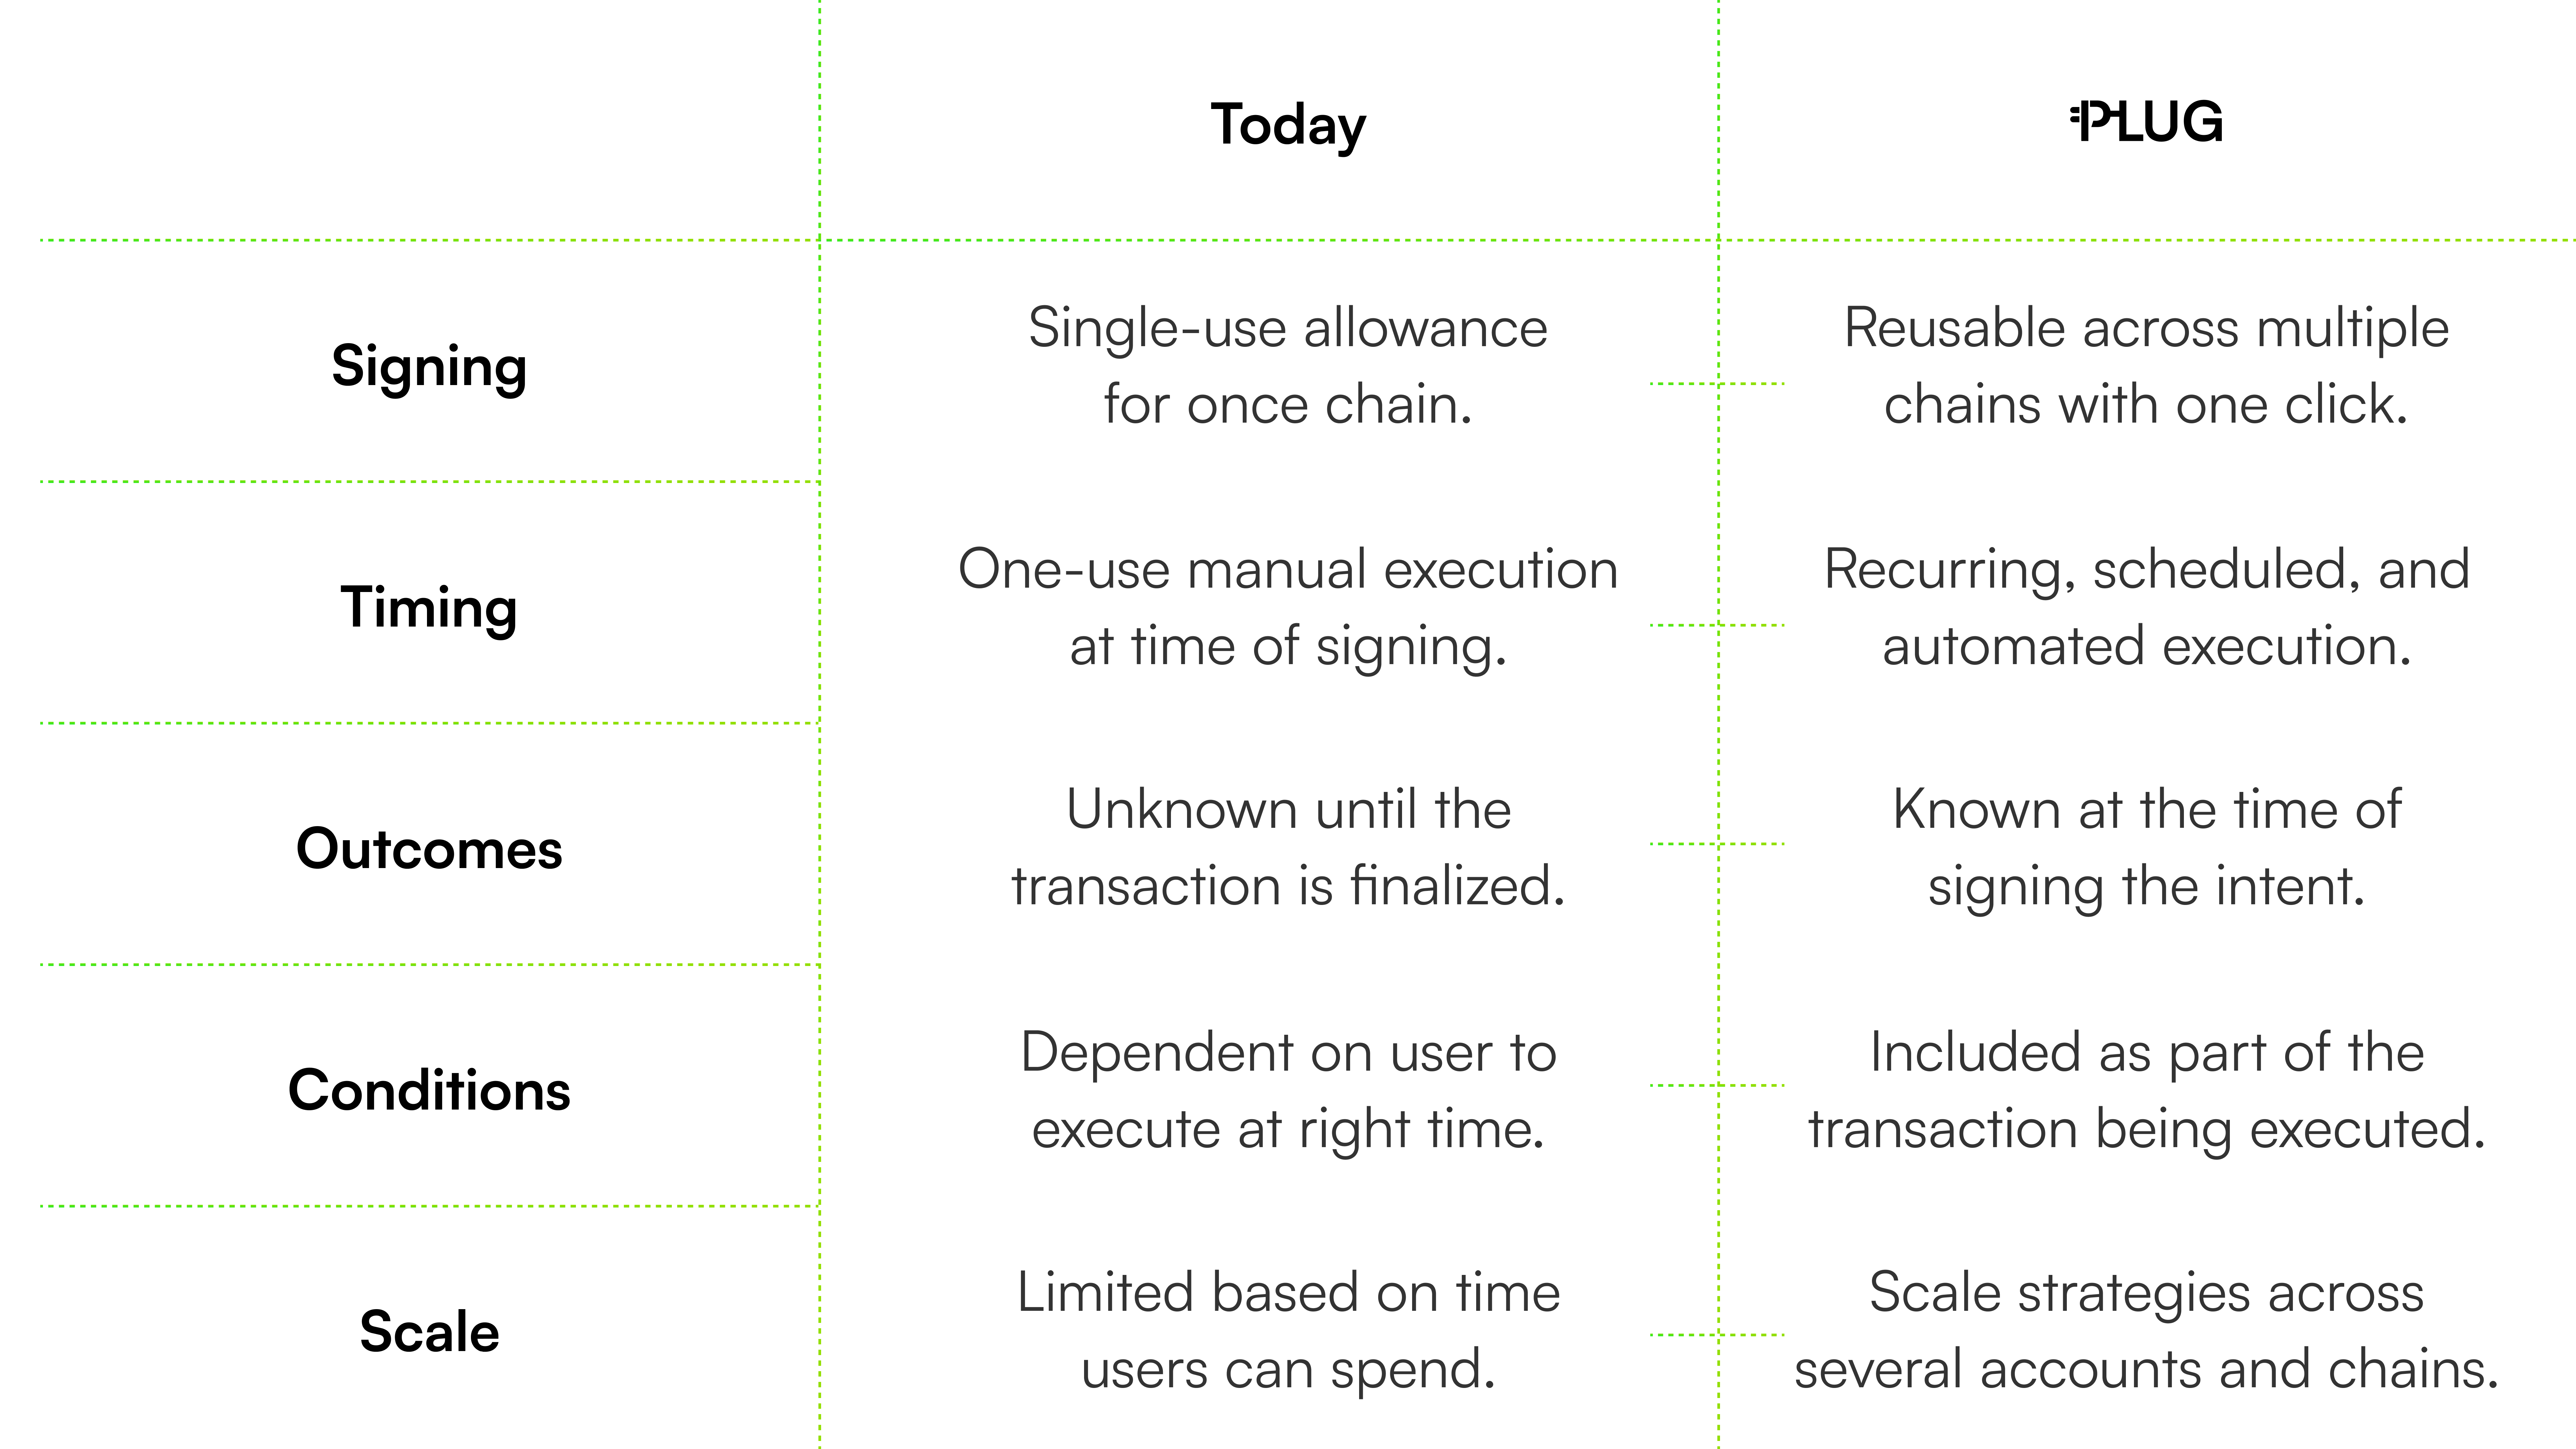 Today
PLUG
Signing
Single-use allowance
for once chain.
Reusable across multiple
chains with one click.
Timing
One-use manual execution
at time of signing.
Recurring, scheduled, and
automated execution.
Outcomes
Unknown until the
transaction is finalized.
Known at the time of
signing the intent.
Conditions
Dependent on user to
execute at right time.
Included as part of the
transaction being executed.
Scale
Limited based on time
users can spend.
Scale strategies across
several accounts and chains.